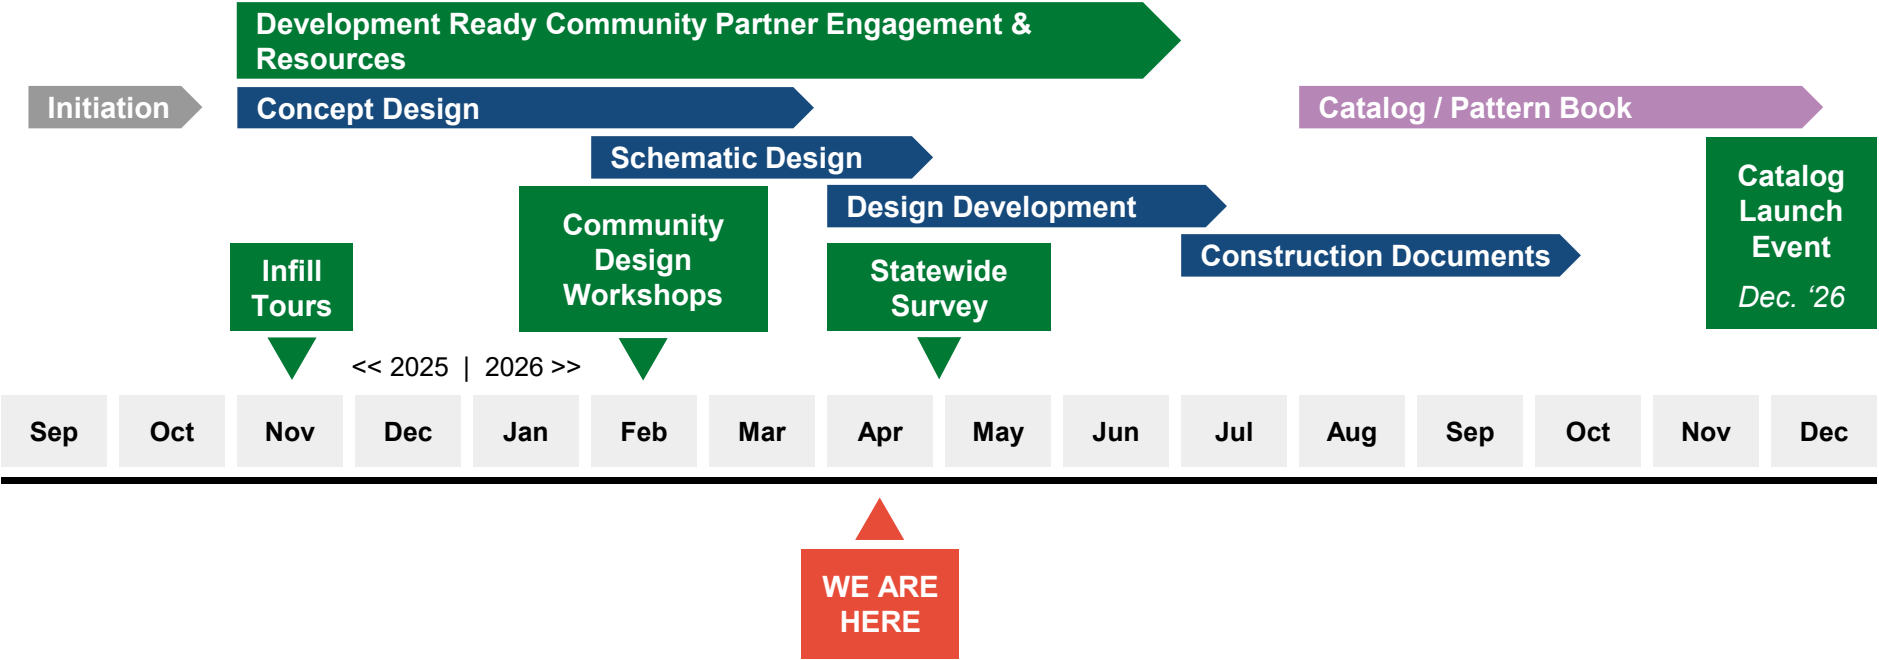 Development Ready Community Partner Engagement &
Resources
Initiation
Concept Design
Catalog / Pattern Book
Schematic Design
Design Development
Construction Documents
Infill
Tours
Community
Design
Workshops
Statewide
Survey
Catalog
Launch
Event
Dec. ‘26
<< 2025 | 2026 >>
Sep Oct Nov Dec Jan Feb Mar Apr May Jun Jul Aug Sep Oct Nov Dec
WE ARE
HERE